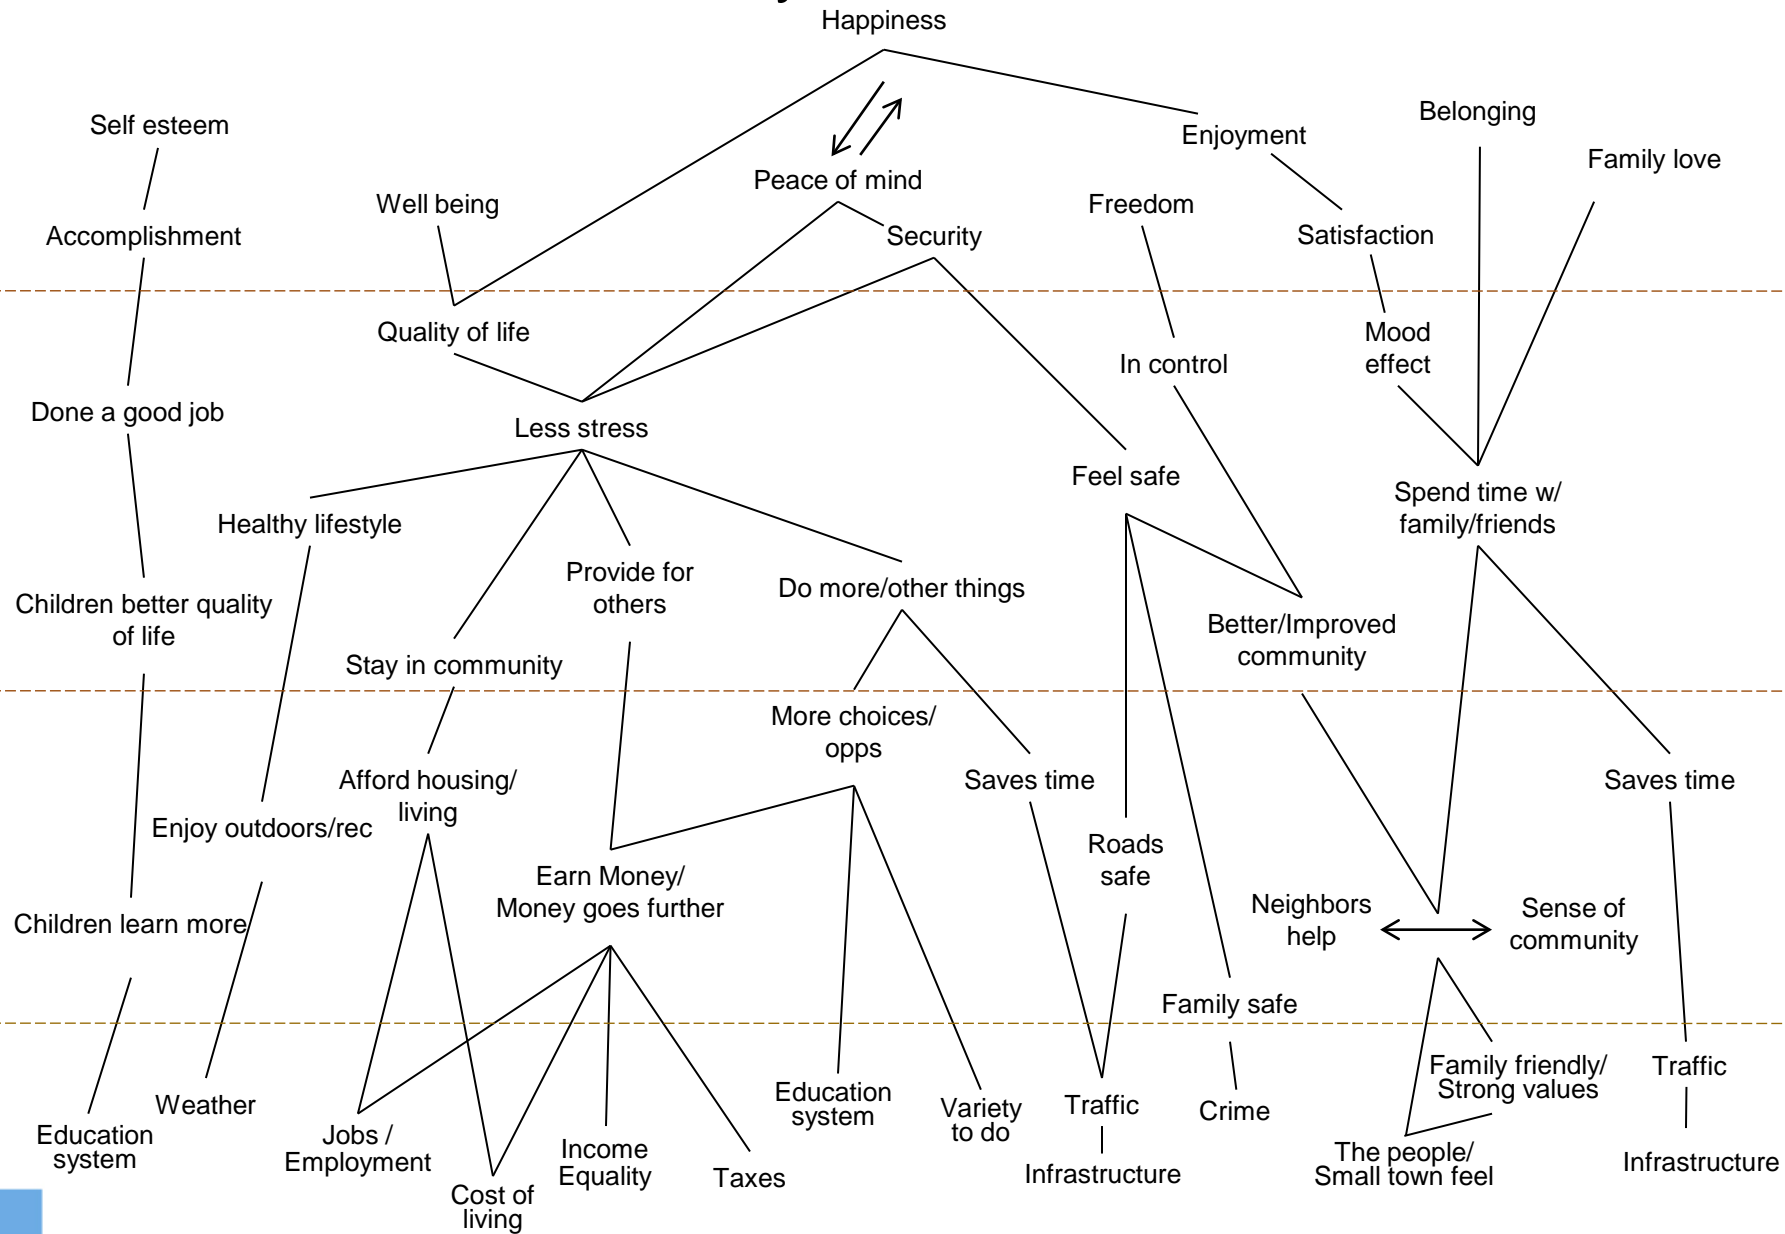 Happiness
Self esteem
Belonging
Enjoyment
Family love
Peace of mind
Well being
Freedom
Accomplishment
Security
Satisfaction
Quality of life
Mood
effect
In control
Done a good job
Less stress
Feel safe
Spend time w/
family/friends
Healthy lifestyle
Provide for
others
Do more/other things
Children better quality
of life
Better/Improved
community
Stay in community
More choices/
opps
Afford housing/
living
Saves time
Saves time
Enjoy outdoors/rec
Roads
safe
Earn Money/
Money goes further
Children learn more
Neighbors
help
Sense of
community
Family safe
Family friendly/
Strong values
Traffic
Education
system
Weather
Variety
to do
Traffic
Crime
Education
system
Jobs /
Employment
Income
Equality
Taxes
Infrastructure
The people/
Small town feel
Infrastructure
Cost of
living